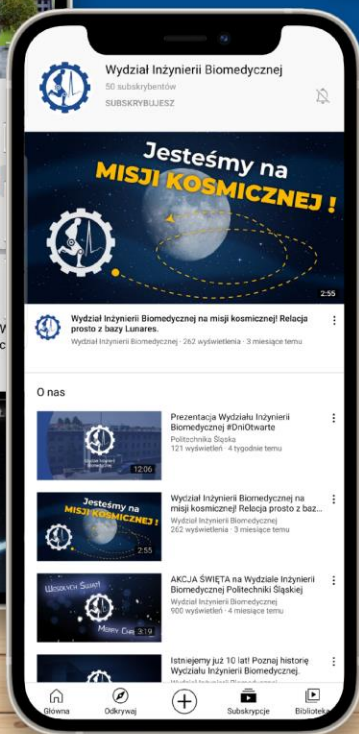 Wydział Inżynierii Biomedycznej
50 subskrybentów
SUBSKRYBUJESZ
Jesteśmy na
MISJI KOSMICZNEJ !
2:55
Wydział Inżynierii Biomedycznej na misji kosmicznej! Relacja
prosto z bazy Lunares.
Wydział Inżynierii Biomedycznej · 262 wyświetlenia · 3 miesiące temu
O nas
12:06
Prezentacja Wydziału Inżynierii
Biomedycznej #DniOtwarte
Politechnika Śląska
121 wyświetleń · 4 tygodnie temu
Jesteśmy na
MISJI KOSMICZNEJ !
2:55
Wydział Inżynierii Biomedycznej na
misji kosmicznej! Relacja prosto z baz...
Wydział Inżynierii Biomedycznej
262 wyświetlenia · 3 miesiące temu
Wesołych Świąt
Merry
3:19
AKCJA ŚWIĘTA na Wydziale Inżynierii
Biomedycznej Politechniki Śląskiej
Wydział Inżynierii Biomedycznej
900 wyświetleń · 4 miesiące temu
Istniejemy już 10 lat! Poznaj historię
Wydziału Inżynierii Biomedycznej.
Główna
Odkrywaj
Subskrypcje
Biblioteka